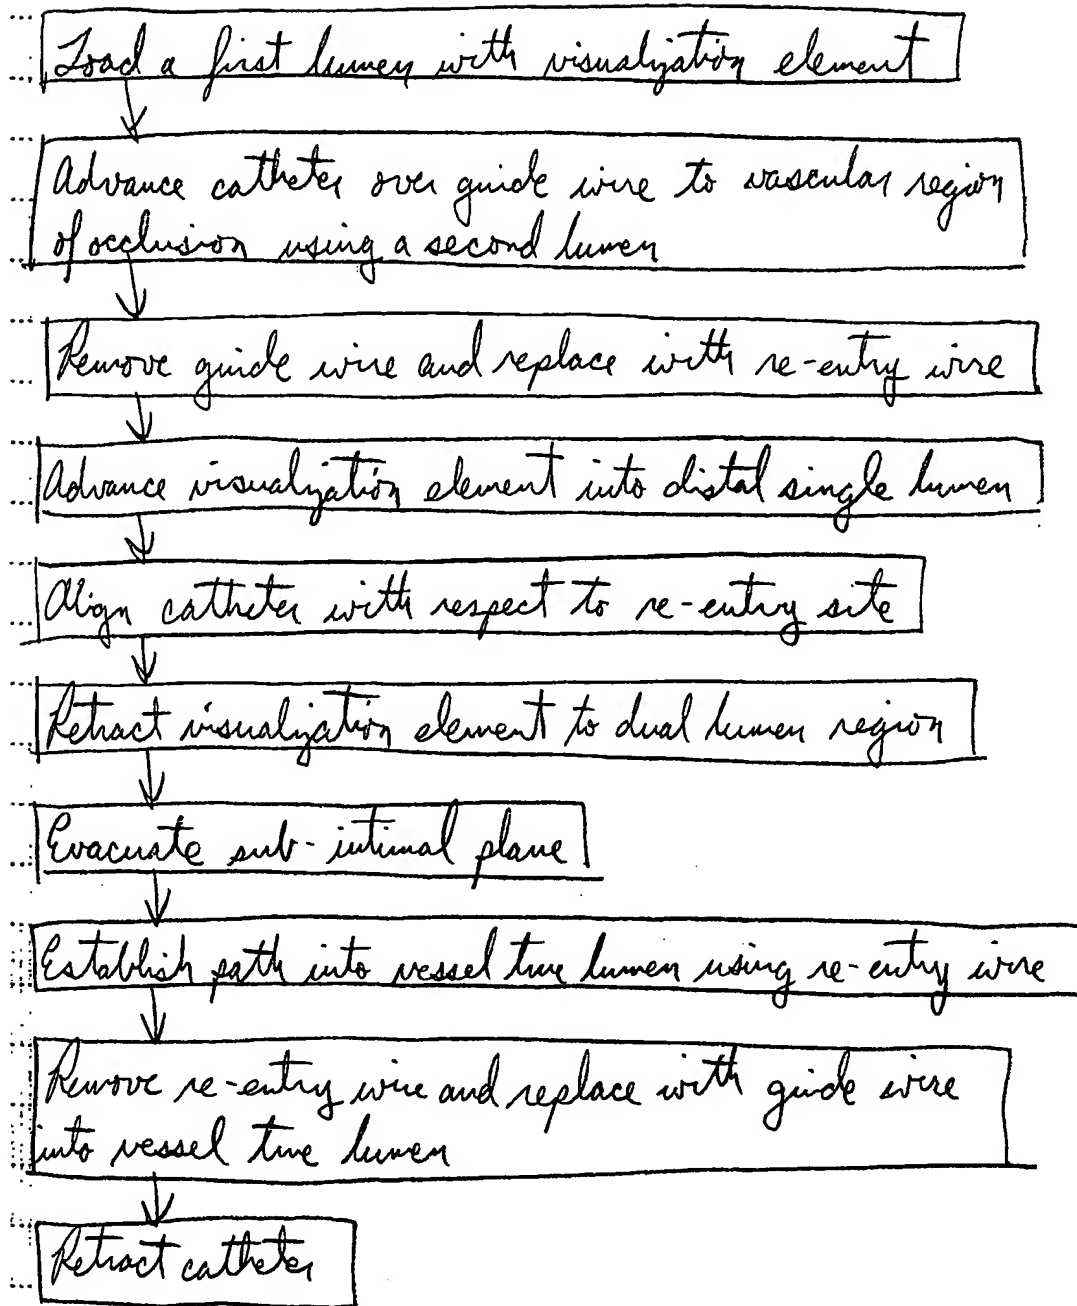 Load a first lumen with visualization element
Advance catheter over guide wire to vascular region
of occlusion using a second lumen
Remove guide wire and replace with re-entry wire
Advance visualization element into distal single lumen
Align catheter with respect to re-entry site
Retract visualization element to dual lumen region
Evacuate sub-intimal plane
Establish path into vessel true lumen using re-entry wire
Remove re-entry wire and replace with guide wire
into vessel true lumen
Retract catheter